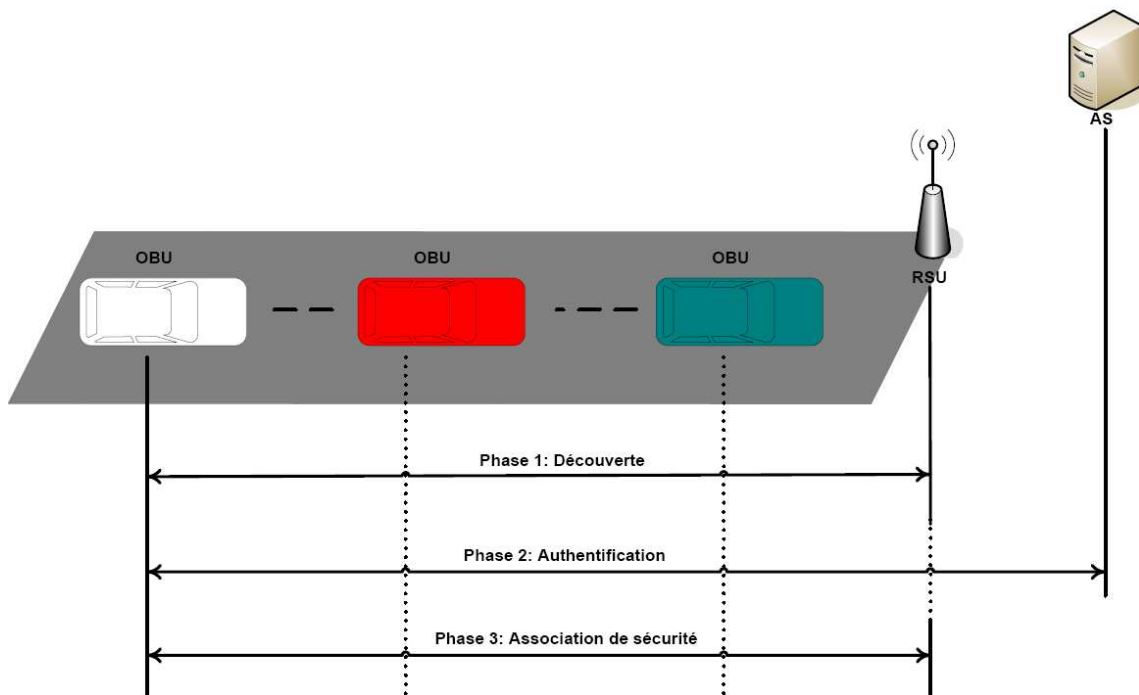 AS
OBU
OBU
OBU
RSU
Phase 1: Découverte
Phase 2: Authentification
Phase 3: Association de sécurité